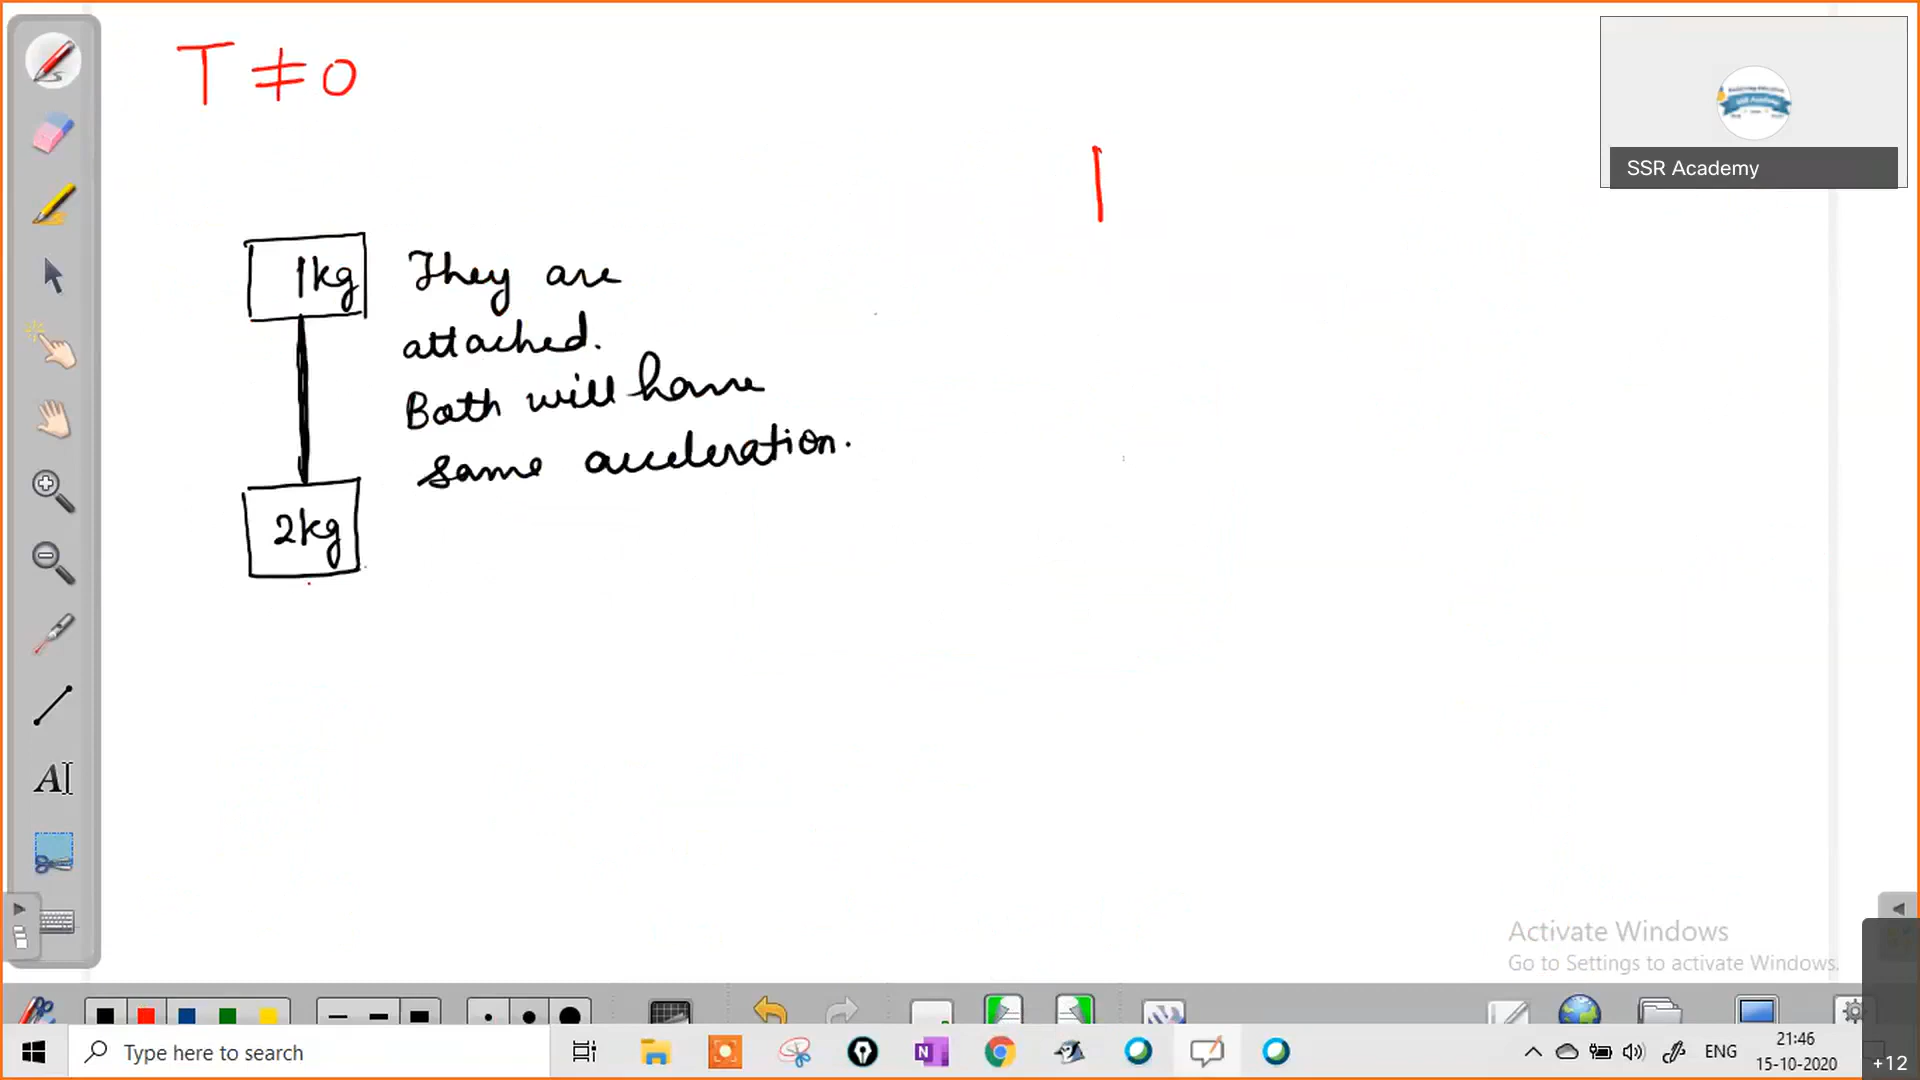 T ≠ 0
SSR Academy
1kg
They are
attached.
Both will have
same acceleration.
2kg
Activate Windows
Go to Settings to activate Windows.
Type here to search
ENG
21:46
15-10-2020
+12